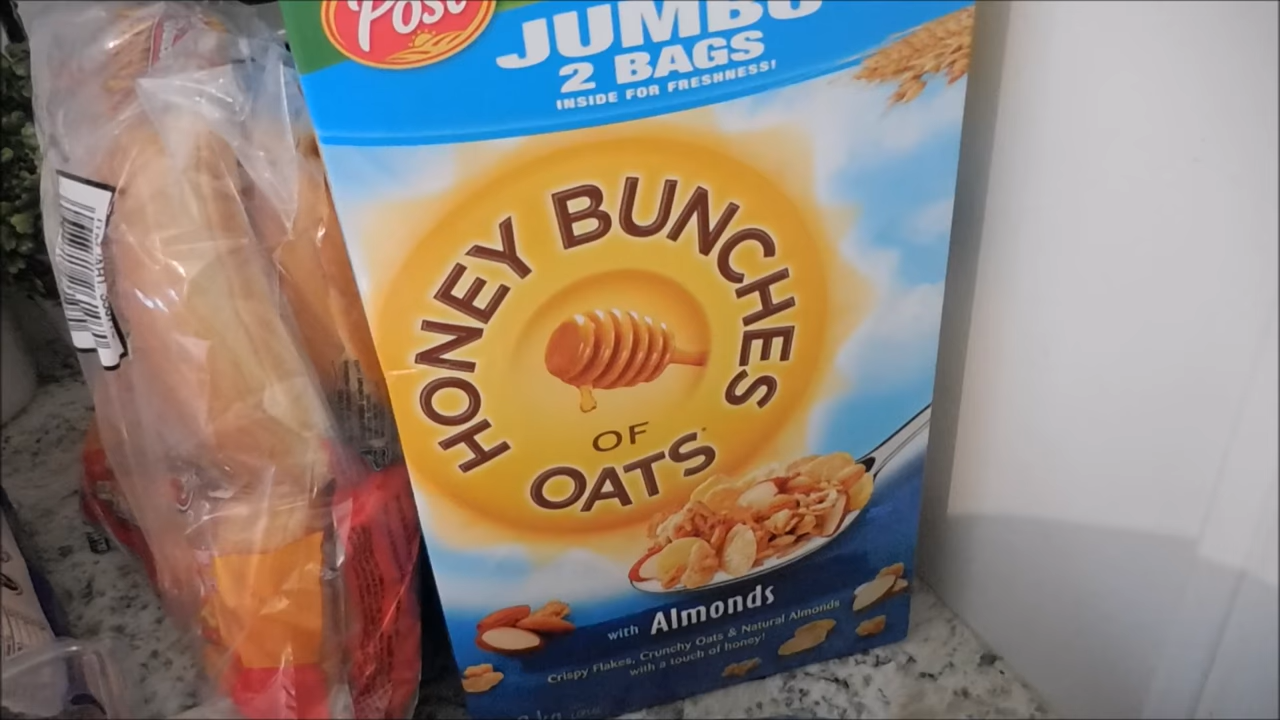 Post
JUMBO
2 BAGS
INSIDE FOR FRESHNESS!
HONEY BUNCHES
OF
OATS
with Almonds
Crispy Flakes, Crunchy Oats & Natural Almonds
with a touch of honey!